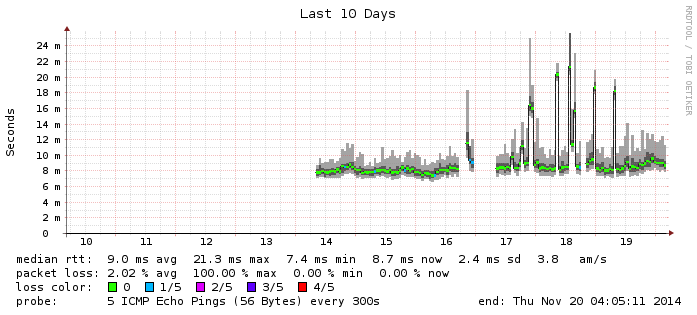 Last 10 Days
RRDTOOL / TOBI OETIKER
Seconds
24 m
22 m
20 m
18 m
16 m
14 m
12 m
10 m
8 m
6 m
4 m
2 m
0
10 11 12 13 14 15 16 17 18 19
median rtt: 9.0 ms avg 21.3 ms max 7.4 ms min 8.7 ms now 2.4 ms sd 3.8 am/s
packet loss: 2.02 % avg 100.00 % max 0.00 % min 0.00 % now
loss color: 0 1/5 2/5 3/5 4/5
probe: 5 ICMP Echo Pings (56 Bytes) every 300s end: Thu Nov 20 04:05:11 2014